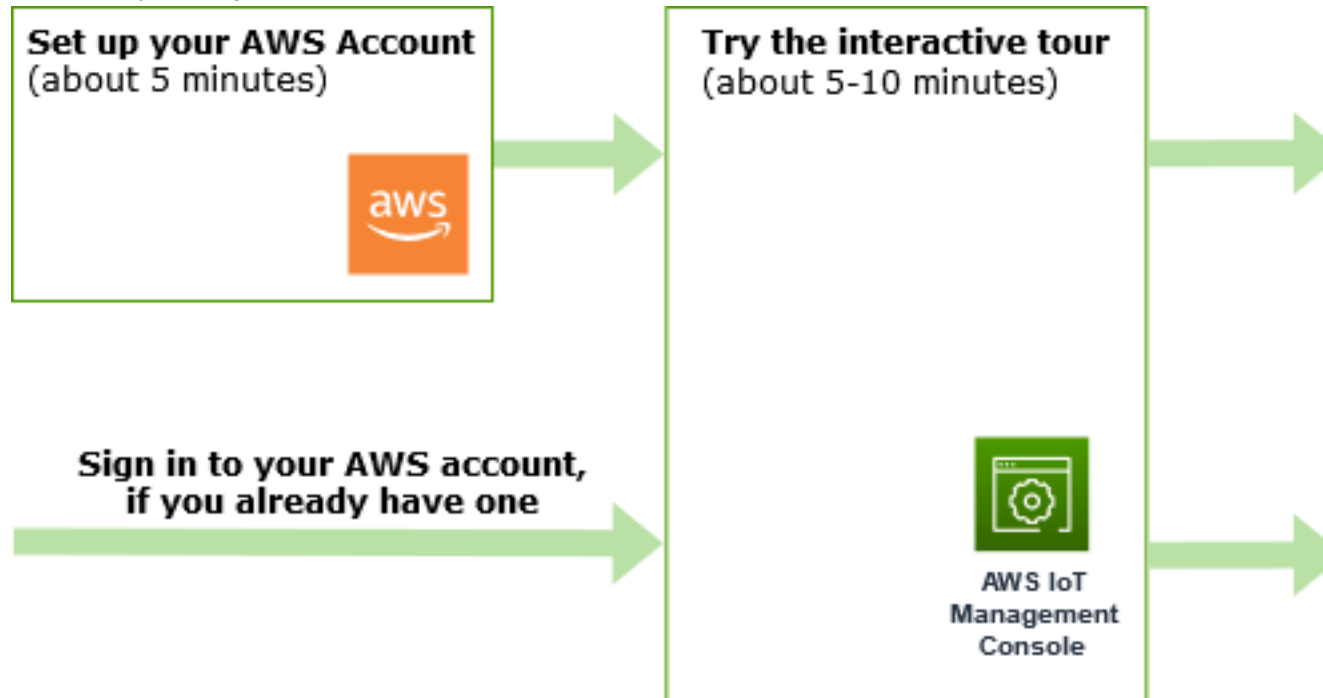 Set up your AWS Account
(about 5 minutes)
aws
Try the interactive tour
(about 5-10 minutes)
Sign in to your AWS account,
if you already have one
AWS IoT
Management
Console